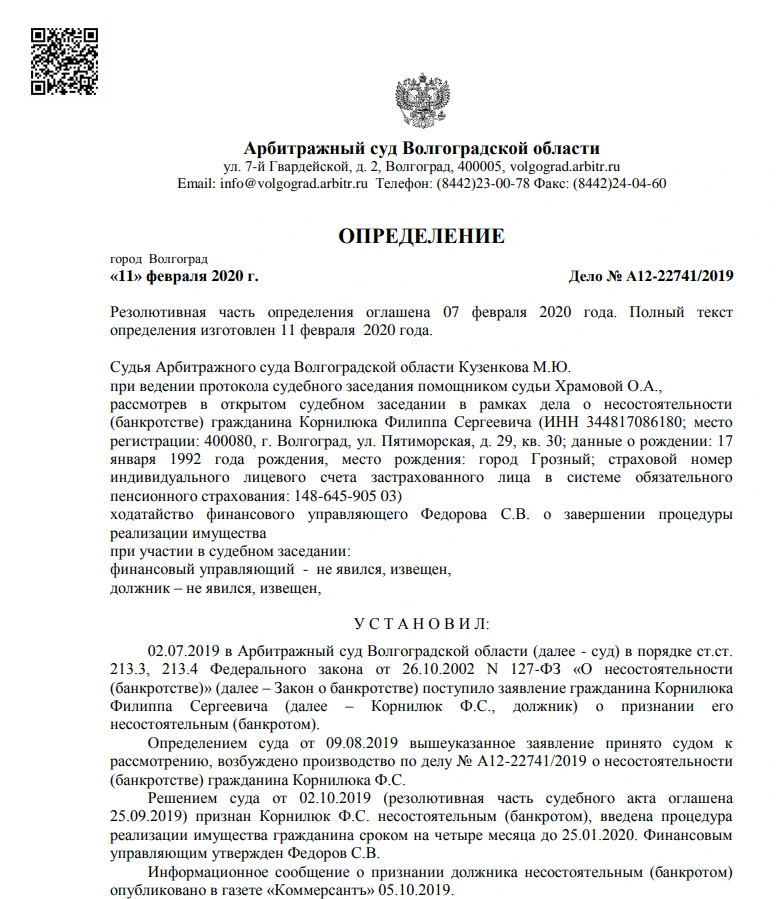 Арбитражный суд Волгоградской области
ул. 7-й Гвардейской, д. 2, Волгоград, 400005, volgograd.arbitr.ru
Email: info@volgograd.arbitr.ru Телефон: (8442)23-00-78 Факс: (8442)24-04-60
ОПРЕДЕЛЕНИЕ
город Волгоград
«11» февраля 2020 г. Дело № А12-22741/2019
Резолютивная часть определения оглашена 07 февраля 2020 года. Полный текст
определения изготовлен 11 февраля 2020 года.
Судья Арбитражного суда Волгоградской области Кузенкова М.Ю.
при ведении протокола судебного заседания помощником судьи Храмовой О.А.,
рассмотрев в открытом судебном заседании в рамках дела о несостоятельности
(банкротстве) гражданина Корнилюка Филиппа Сергеевича (ИНН 344817086180; место
регистрации: 400080, г. Волгоград, ул. Пятиморская, д. 29, кв. 30; данные о рождении: 17
января 1992 года рождения, место рождения: город Грозный; страховой номер
индивидуального лицевого счета застрахованного лица в системе обязательного
пенсионного страхования: 148-645-905 03)
ходатайство финансового управляющего Федорова С.В. о завершении процедуры
реализации имущества
при участии в судебном заседании:
финансовый управляющий - не явился, извещен,
должник – не явился, извещен,
У С Т А Н О В И Л:
02.07.2019 в Арбитражный суд Волгоградской области (далее - суд) в порядке ст.ст.
213.3, 213.4 Федерального закона от 26.10.2002 N 127-ФЗ «О несостоятельности
(банкротстве)» (далее – Закон о банкротстве) поступило заявление гражданина Корнилюка
Филиппа Сергеевича (далее – Корнилюк Ф.С., должник) о признании его
несостоятельным (банкротом).
Определением суда от 09.08.2019 вышеуказанное заявление принято судом к
рассмотрению, возбуждено производство по делу № А12-22741/2019 о несостоятельности
(банкротстве) гражданина Корнилюка Ф.С.
Решением суда от 02.10.2019 (резолютивная часть судебного акта оглашена
25.09.2019) признан Корнилюк Ф.С. несостоятельным (банкротом), введена процедура
реализации имущества гражданина сроком на четыре месяца до 25.01.2020. Финансовым
управляющим утвержден Федоров С.В.
Информационное сообщение о признании должника несостоятельным (банкротом)
опубликовано в газете «Коммерсантъ» 05.10.2019.